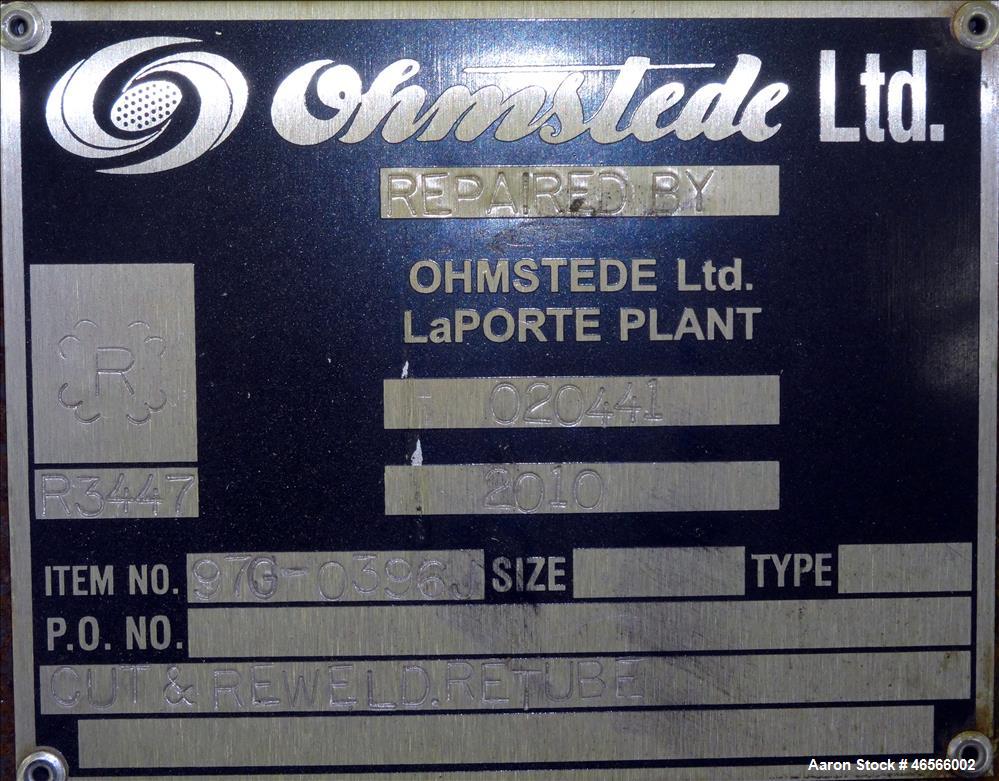 Ohmstede Ltd.
REPAIRED BY
OHMSTEDE Ltd.
LaPORTE PLANT
R
020441
R3447
2010
ITEM NO. 97G-0396J SIZE TYPE
P.O. NO.
CUT & REWELD.RETUBE
Aaron Stock # 46566002